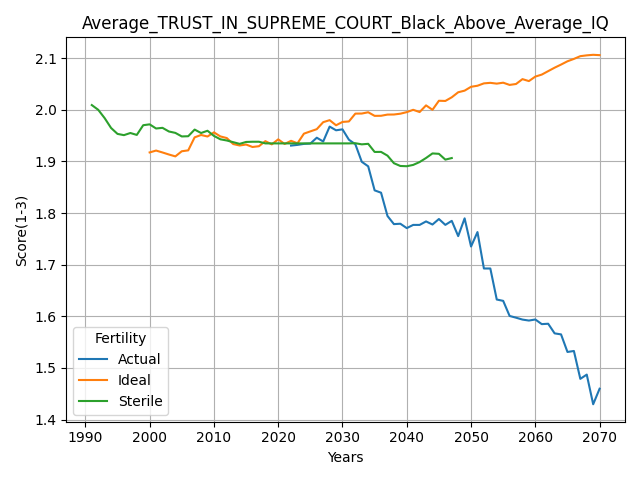 Average_TRUST_IN_SUPREME_COURT_Black_Above_Average_IQ
2.1
2.0
1.9
1.8
1.7
1.6
1.5
1.4
Score(1-3)
Fertility
Actual
Ideal
Sterile
1990 2000 2010 2020 2030 2040 2050 2060 2070
Years